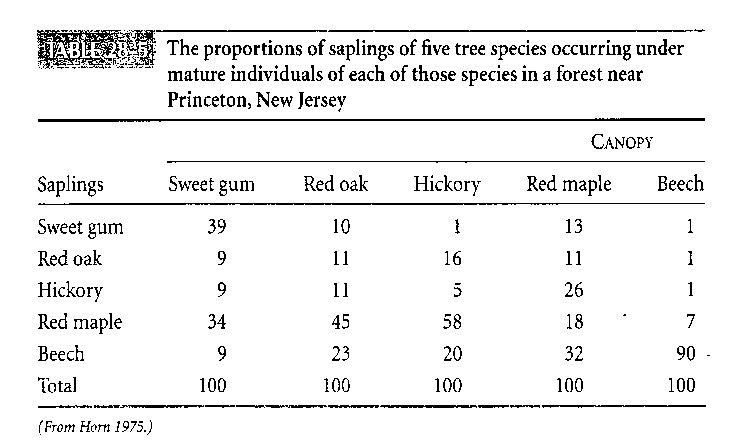 TABLE 28-5 The proportions of saplings of five tree species occurring under
mature individuals of each of those species in a forest near
Princeton, New Jersey
CANOPY
Saplings Sweet gum Red oak Hickory Red maple Beech
Sweet gum 39 10 1 13 1
Red oak 9 11 16 11 1
Hickory 9 11 5 26 1
Red maple 34 45 58 18 7
Beech 9 23 20 32 90
Total 100 100 100 100 100
(From Horn 1975.)